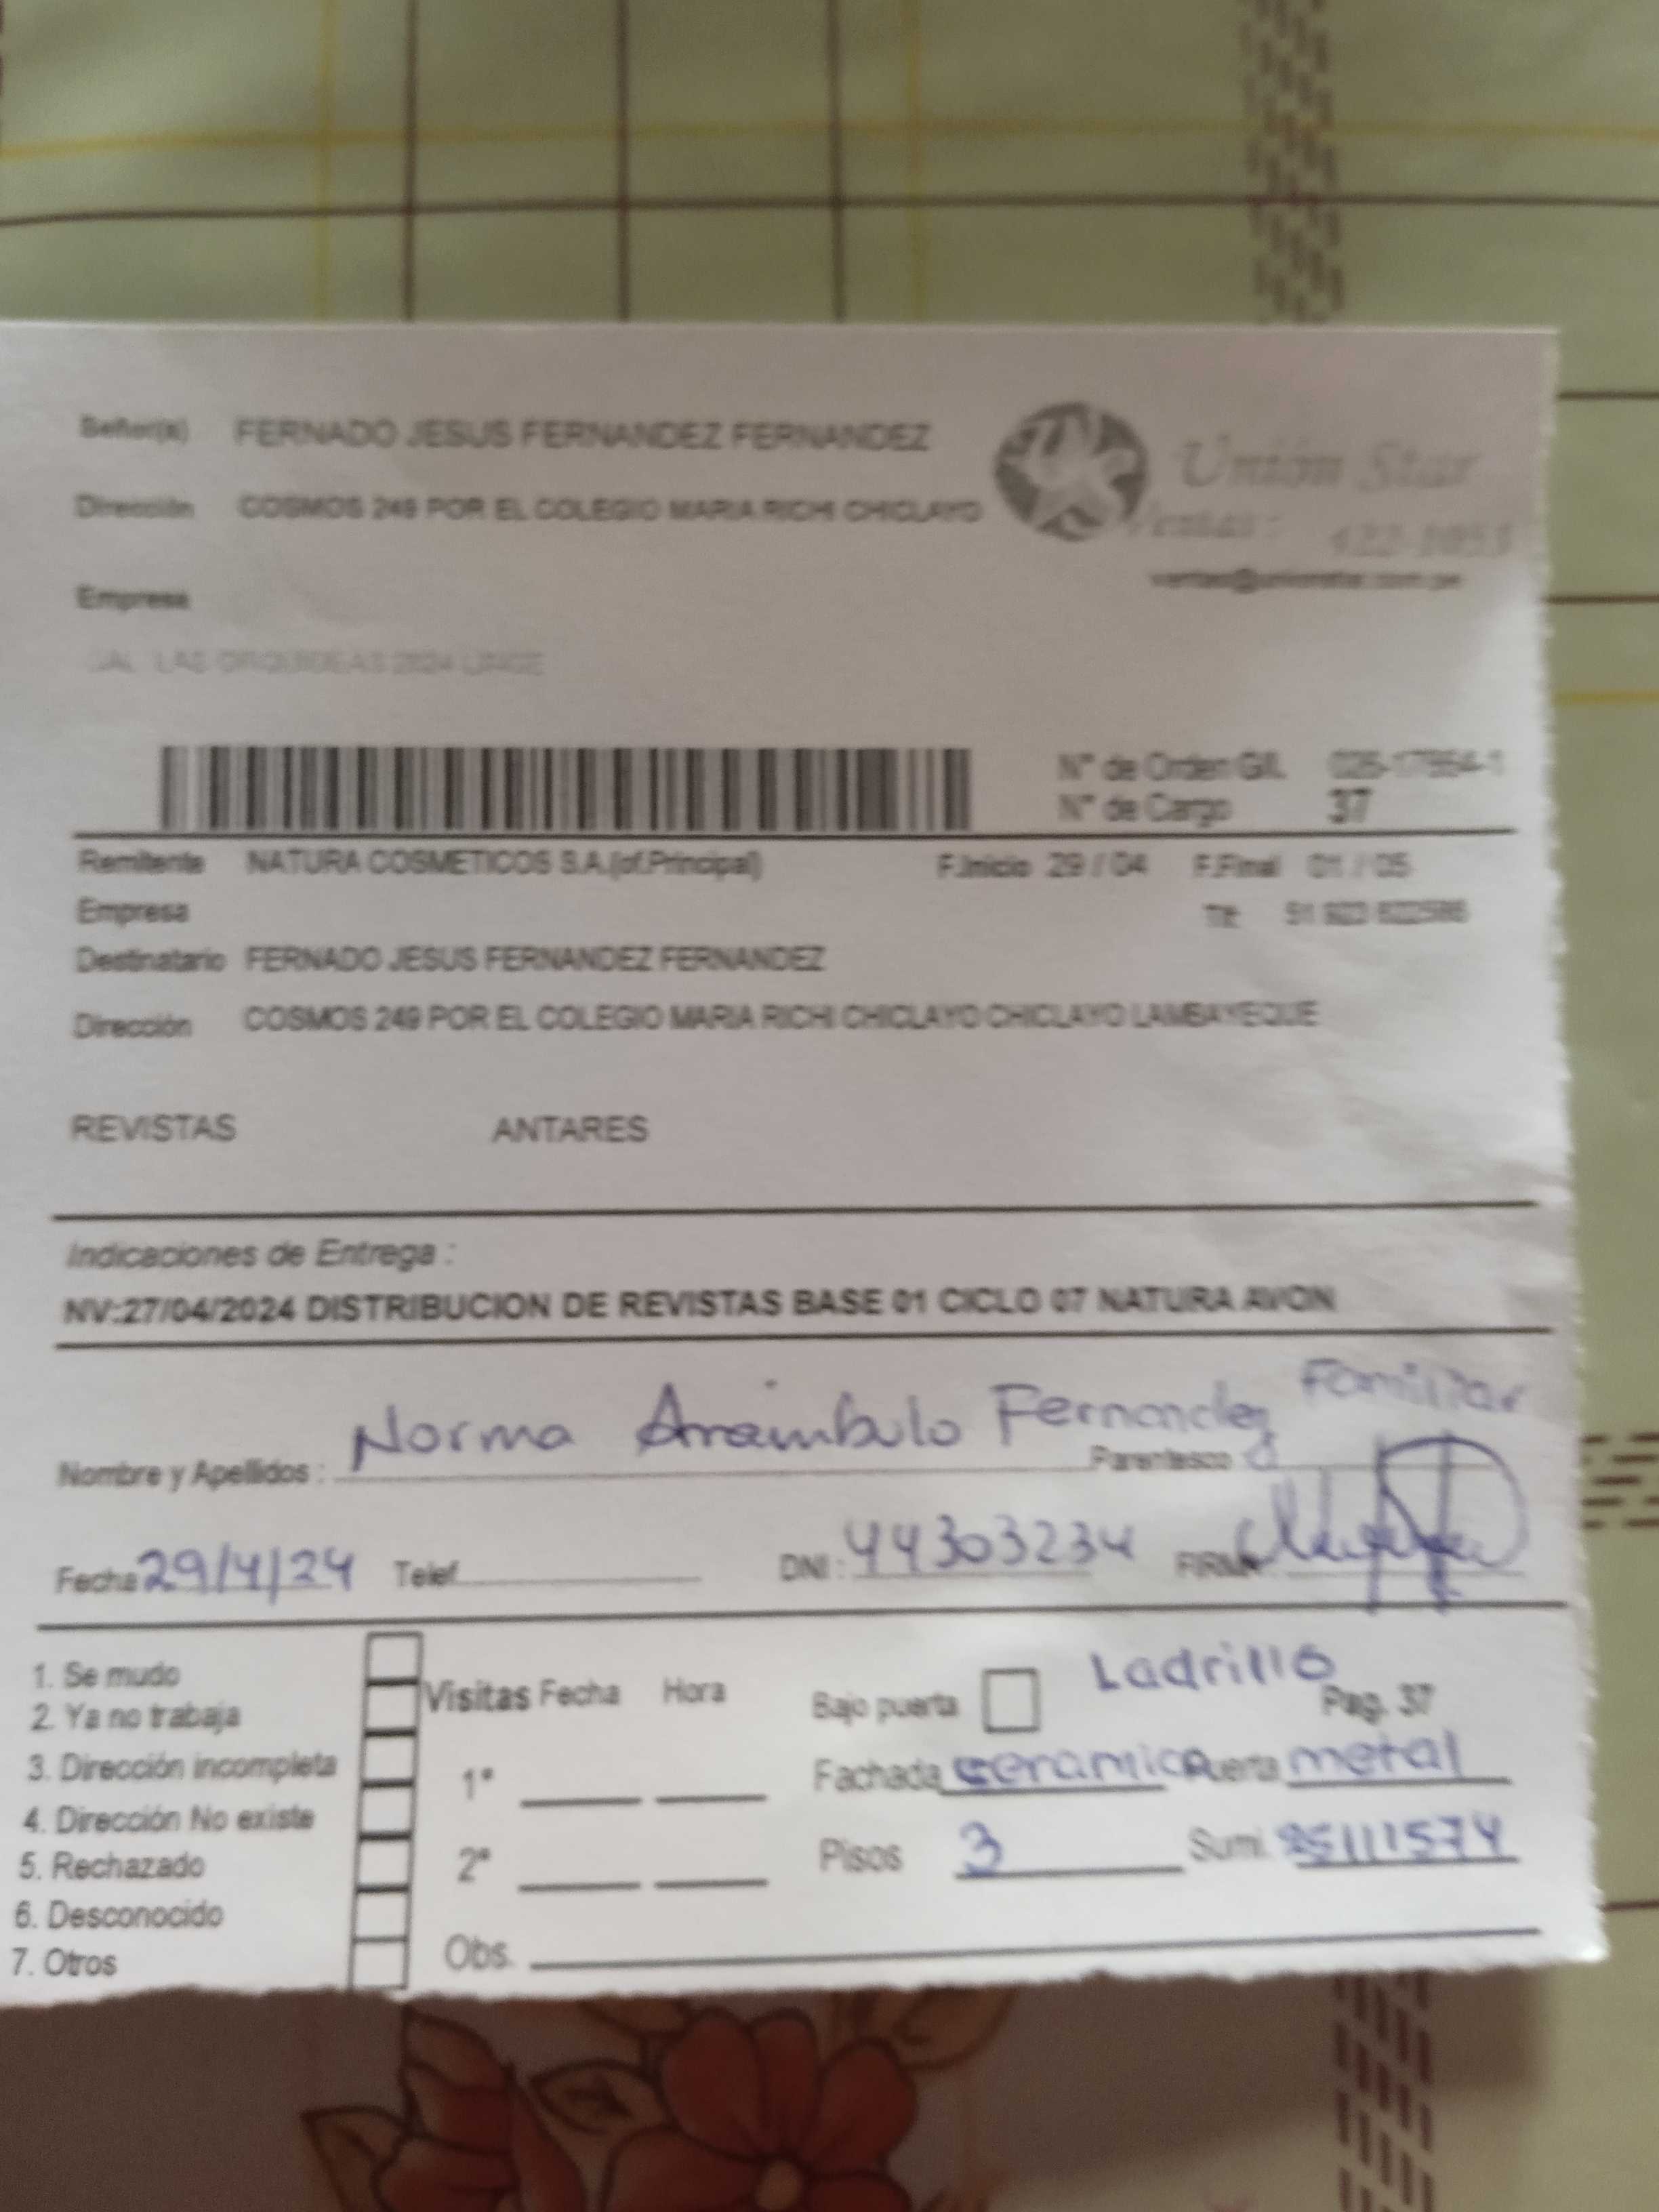 Señor(s) FERNADO JESUS FERNANDEZ FERNANDEZ
Unión Star
Dirección COSMOS 249 POR EL COLEGIO MARIA RICHI CHICLAYO
Ventas:
Empresa
N° de Orden G/L
N° de Cargo 37
Remitente NATURA COSMETICOS S.A.(of.Principal) F.Inicio 29 / 04 F.Final 01 / 05
Empresa
Destinatario FERNADO JESUS FERNANDEZ FERNANDEZ
Dirección COSMOS 249 POR EL COLEGIO MARIA RICHI CHICLAYO CHICLAYO LAMBAYEQUE
REVISTAS ANTARES
Indicaciones de Entrega :
NV:27/04/2024 DISTRIBUCION DE REVISTAS BASE 01 CICLO 07 NATURA AVON
Nombre y Apellidos : Norma Arrambulo Fernandez Parentesco Familiar
Fecha 29/4/24 Telef. DNI : 44303234 FIRMA
1. Se mudo
2. Ya no trabaja
3. Dirección incompleta
4. Dirección No existe
5. Rechazado
6. Desconocido
7. Otros
Visitas Fecha Hora
1°
2°
Obs.
Bajo puerta Ladrillo
Pag. 37
Fachada ceramica Puerta metal
Pisos 3 Sumi.